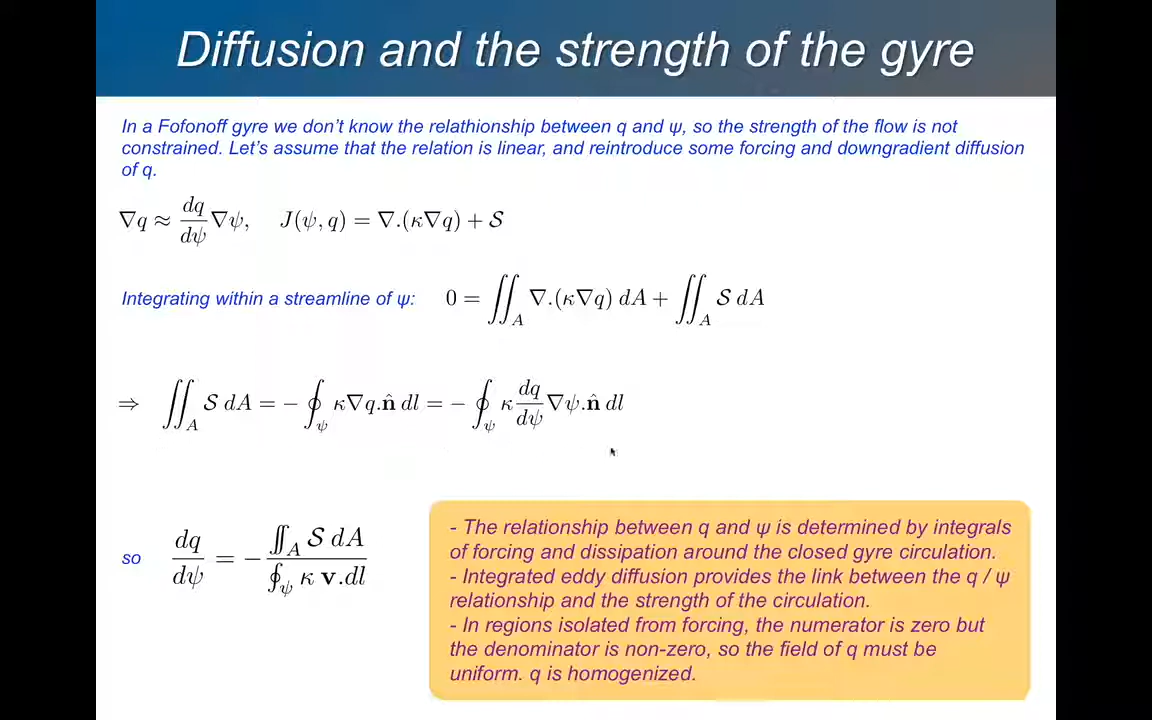 Diffusion and the strength of the gyre
In a Fofonoff gyre we don't know the relathionship between q and ψ, so the strength of the flow is not
constrained. Let's assume that the relation is linear, and reintroduce some forcing and downgradient diffusion
of q.
∇q ≈ dq/dψ ∇ψ, J(ψ, q) = ∇.(κ∇q) + 𝒮
Integrating within a streamline of ψ: 0 = ∬_A ∇.(κ∇q) dA + ∬_A 𝒮 dA
⇒ ∬_A 𝒮 dA = − ∮_ψ κ∇q.n̂ dl = − ∮_ψ κ dq/dψ ∇ψ.n̂ dl
so dq/dψ = − ∬_A 𝒮 dA / ∮_ψ κ v.dl
- The relationship between q and ψ is determined by integrals
of forcing and dissipation around the closed gyre circulation.
- Integrated eddy diffusion provides the link between the q / ψ
relationship and the strength of the circulation.
- In regions isolated from forcing, the numerator is zero but
the denominator is non-zero, so the field of q must be
uniform. q is homogenized.